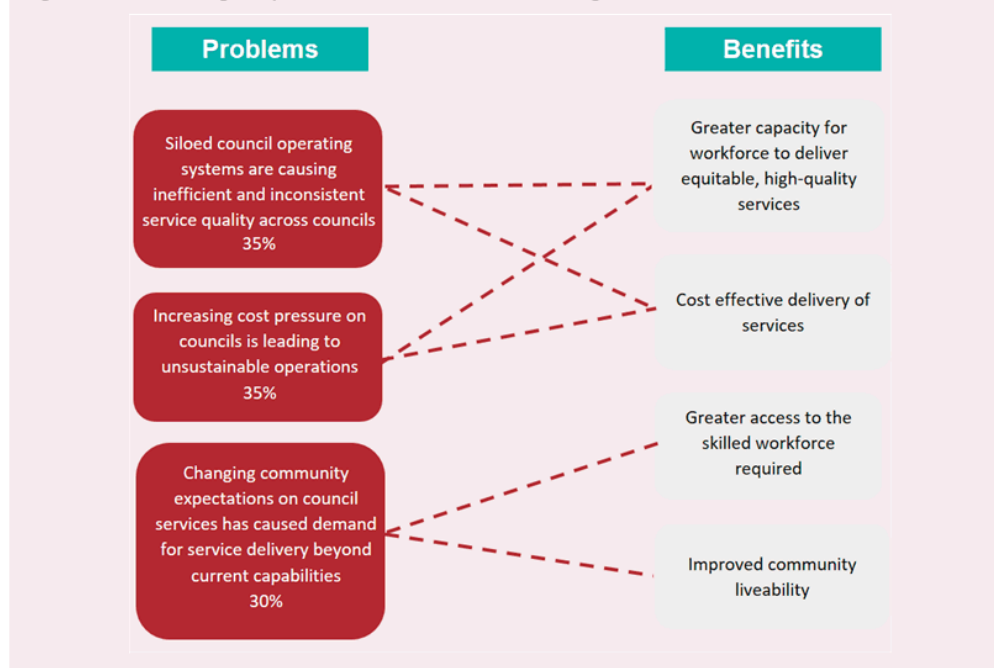 Problems
Siloed council operating
systems are causing
inefficient and inconsistent
service quality across councils
35%
Increasing cost pressure on
councils is leading to
unsustainable operations
35%
Changing community
expectations on council
services has caused demand
for service delivery beyond
current capabilities
30%
Benefits
Greater capacity for
workforce to deliver
equitable, high-quality
services
Cost effective delivery of
services
Greater access to the
skilled workforce
required
Improved community
liveability